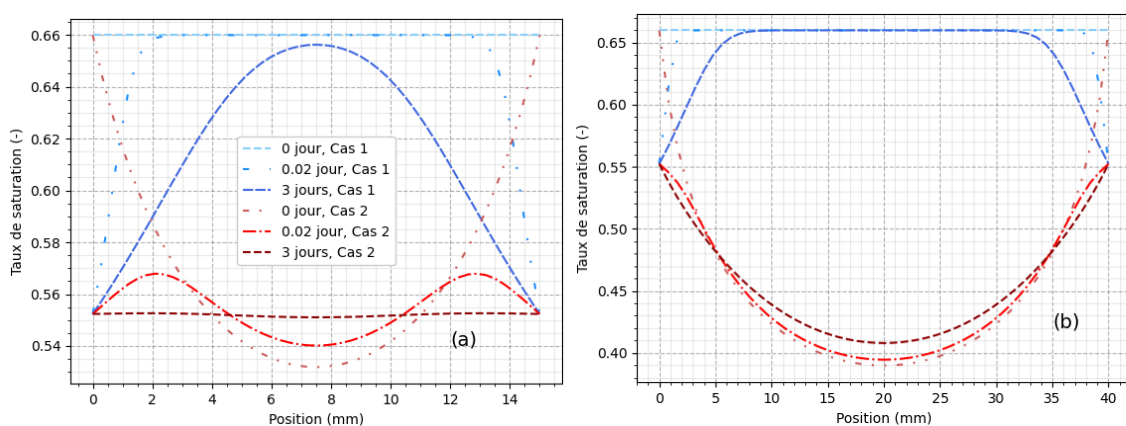 0.66
0.64
0.62
0.60
0.58
0.56
0.54
Taux de saturation (-)
0 jour, Cas 1
0.02 jour, Cas 1
3 jours, Cas 1
0 jour, Cas 2
0.02 jour, Cas 2
3 jours, Cas 2
(a)
0 2 4 6 8 10 12 14
Position (mm)
0.65
0.60
0.55
0.50
0.45
0.40
Taux de saturation (-)
(b)
0 5 10 15 20 25 30 35 40
Position (mm)